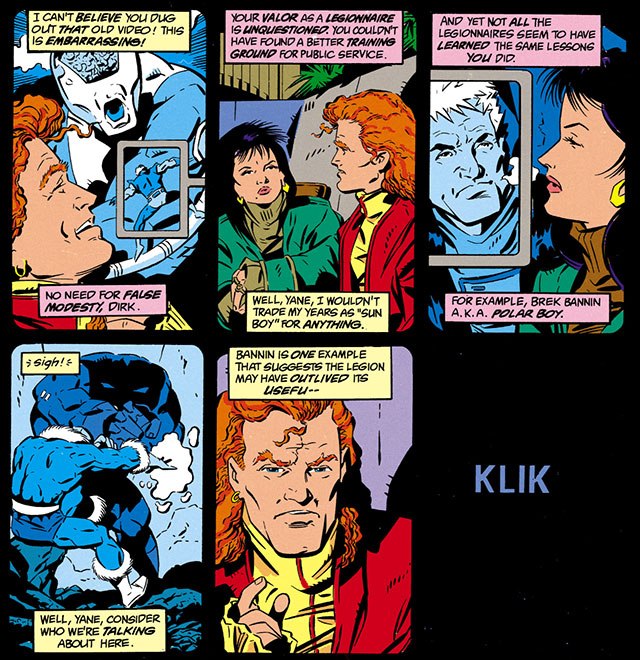 I CAN'T BELIEVE YOU DUG
OUT THAT OLD VIDEO! THIS
IS EMBARRASSING!
NO NEED FOR FALSE
MODESTY, DIRK.
YOUR VALOR AS A LEGIONNAIRE
IS UNQUESTIONED. YOU COULDN'T
HAVE FOUND A BETTER TRAINING
GROUND FOR PUBLIC SERVICE.
WELL, YANE, I WOULDN'T
TRADE MY YEARS AS "SUN
BOY" FOR ANYTHING.
AND YET NOT ALL THE
LEGIONNAIRES SEEM TO HAVE
LEARNED THE SAME LESSONS
YOU DID.
FOR EXAMPLE, BREK BANNIN
A.K.A. POLAR BOY.
Sigh!
WELL, YANE, CONSIDER
WHO WE'RE TALKING
ABOUT HERE.
BANNIN IS ONE EXAMPLE
THAT SUGGESTS THE LEGION
MAY HAVE OUTLIVED ITS
USEFU--
KLIK